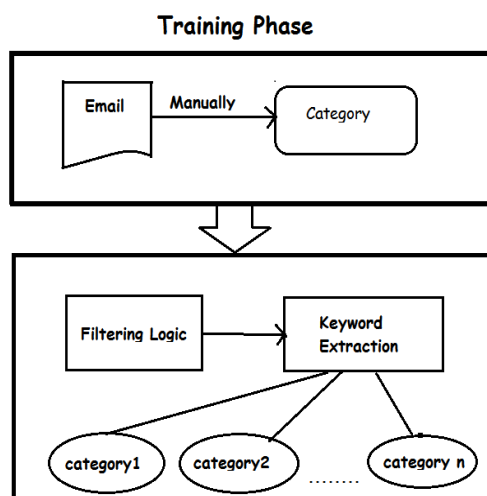 Training Phase
Email
Manually
Category
Filtering Logic
Keyword
Extraction
category1
category2
........
category n